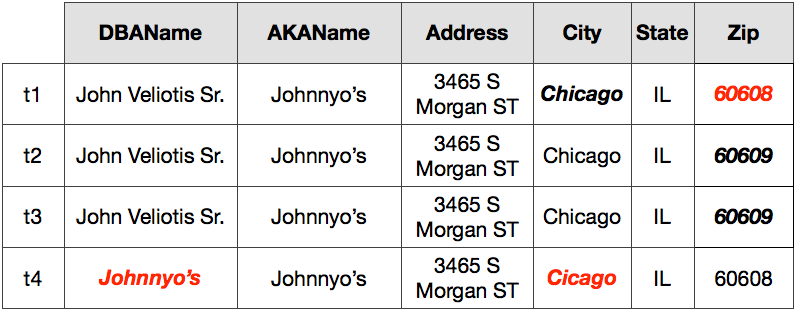 DBAName AKAName Address City State Zip
t1 John Veliotis Sr. Johnnyo’s 3465 S Morgan ST Chicago IL 60608
t2 John Veliotis Sr. Johnnyo’s 3465 S Morgan ST Chicago IL 60609
t3 John Veliotis Sr. Johnnyo’s 3465 S Morgan ST Chicago IL 60609
t4 Johnnyo’s Johnnyo’s 3465 S Morgan ST Cicago IL 60608